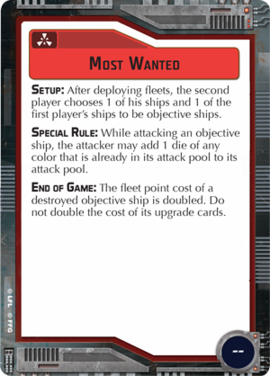 Most Wanted
Setup: After deploying fleets, the second
player chooses 1 of his ships and 1 of the
first player's ships to be objective ships.
Special Rule: While attacking an objective
ship, the attacker may add 1 die of any
color that is already in its attack pool to its
attack pool.
End of Game: The fleet point cost of a
destroyed objective ship is doubled. Do
not double the cost of its upgrade cards.
© LFL © FFG
--